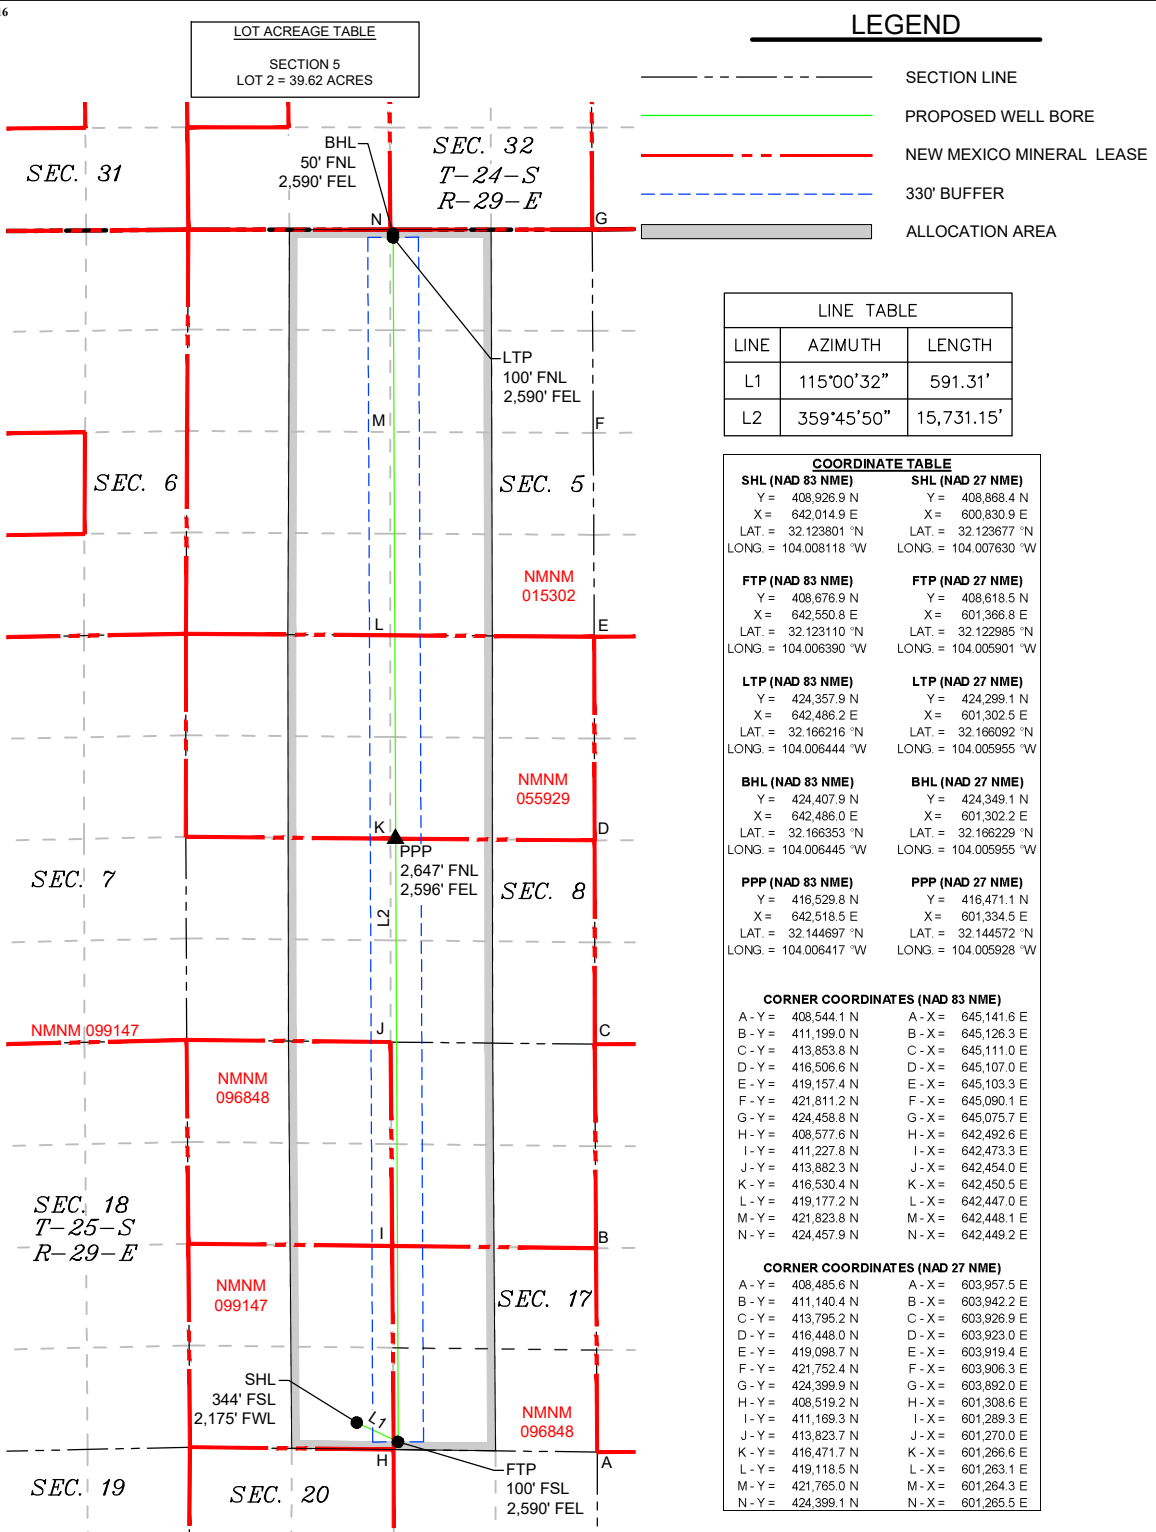 16
LOT ACREAGE TABLE
SECTION 5
LOT 2 = 39.62 ACRES
LEGEND
SECTION LINE
PROPOSED WELL BORE
NEW MEXICO MINERAL LEASE
330' BUFFER
ALLOCATION AREA
SEC. 31
BHL
50' FNL
2,590' FEL
SEC. 32
T-24-S
R-29-E
N
G
LTP
100' FNL
2,590' FEL
M
F
SEC. 6
SEC. 5
NMNM
015302
L
E
NMNM
055929
K
D
PPP
2,647' FNL
2,596' FEL
SEC. 7
SEC. 8
L2
NMNM 099147
J
C
NMNM
096848
SEC. 18
T-25-S
R-29-E
I
B
NMNM
099147
SEC. 17
SHL
344' FSL
2,175' FWL
L1
NMNM
096848
H
A
FTP
100' FSL
2,590' FEL
SEC. 19
SEC. 20
LINE TABLE
LINE AZIMUTH LENGTH
L1 115°00'32" 591.31'
L2 359°45'50" 15,731.15'
COORDINATE TABLE
SHL (NAD 83 NME) SHL (NAD 27 NME)
Y = 408,926.9 N Y = 408,868.4 N
X = 642,014.9 E X = 600,830.9 E
LAT. = 32.123801 °N LAT. = 32.123677 °N
LONG. = 104.008118 °W LONG. = 104.007630 °W
FTP (NAD 83 NME) FTP (NAD 27 NME)
Y = 408,676.9 N Y = 408,618.5 N
X = 642,550.8 E X = 601,366.8 E
LAT. = 32.123110 °N LAT. = 32.122985 °N
LONG. = 104.006390 °W LONG. = 104.005901 °W
LTP (NAD 83 NME) LTP (NAD 27 NME)
Y = 424,357.9 N Y = 424,299.1 N
X = 642,486.2 E X = 601,302.5 E
LAT. = 32.166216 °N LAT. = 32.166092 °N
LONG. = 104.006444 °W LONG. = 104.005955 °W
BHL (NAD 83 NME) BHL (NAD 27 NME)
Y = 424,407.9 N Y = 424,349.1 N
X = 642,486.0 E X = 601,302.2 E
LAT. = 32.166353 °N LAT. = 32.166229 °N
LONG. = 104.006445 °W LONG. = 104.005955 °W
PPP (NAD 83 NME) PPP (NAD 27 NME)
Y = 416,529.8 N Y = 416,471.1 N
X = 642,518.5 E X = 601,334.5 E
LAT. = 32.144697 °N LAT. = 32.144572 °N
LONG. = 104.006417 °W LONG. = 104.005928 °W
CORNER COORDINATES (NAD 83 NME)
A - Y = 408,544.1 N A - X = 645,141.6 E
B - Y = 411,199.0 N B - X = 645,126.3 E
C - Y = 413,853.8 N C - X = 645,111.0 E
D - Y = 416,506.6 N D - X = 645,107.0 E
E - Y = 419,157.4 N E - X = 645,103.3 E
F - Y = 421,811.2 N F - X = 645,090.1 E
G - Y = 424,458.8 N G - X = 645,075.7 E
H - Y = 408,577.6 N H - X = 642,492.6 E
I - Y = 411,227.8 N I - X = 642,473.3 E
J - Y = 413,882.3 N J - X = 642,454.0 E
K - Y = 416,530.4 N K - X = 642,450.5 E
L - Y = 419,177.2 N L - X = 642,447.0 E
M - Y = 421,823.8 N M - X = 642,448.1 E
N - Y = 424,457.9 N N - X = 642,449.2 E
CORNER COORDINATES (NAD 27 NME)
A - Y = 408,485.6 N A - X = 603,957.5 E
B - Y = 411,140.4 N B - X = 603,942.2 E
C - Y = 413,795.2 N C - X = 603,926.9 E
D - Y = 416,448.0 N D - X = 603,923.0 E
E - Y = 419,098.7 N E - X = 603,919.4 E
F - Y = 421,752.4 N F - X = 603,906.3 E
G - Y = 424,399.9 N G - X = 603,892.0 E
H - Y = 408,519.2 N H - X = 601,308.6 E
I - Y = 411,169.3 N I - X = 601,289.3 E
J - Y = 413,823.7 N J - X = 601,270.0 E
K - Y = 416,471.7 N K - X = 601,266.6 E
L - Y = 419,118.5 N L - X = 601,263.1 E
M - Y = 421,765.0 N M - X = 601,264.3 E
N - Y = 424,399.1 N N - X = 601,265.5 E